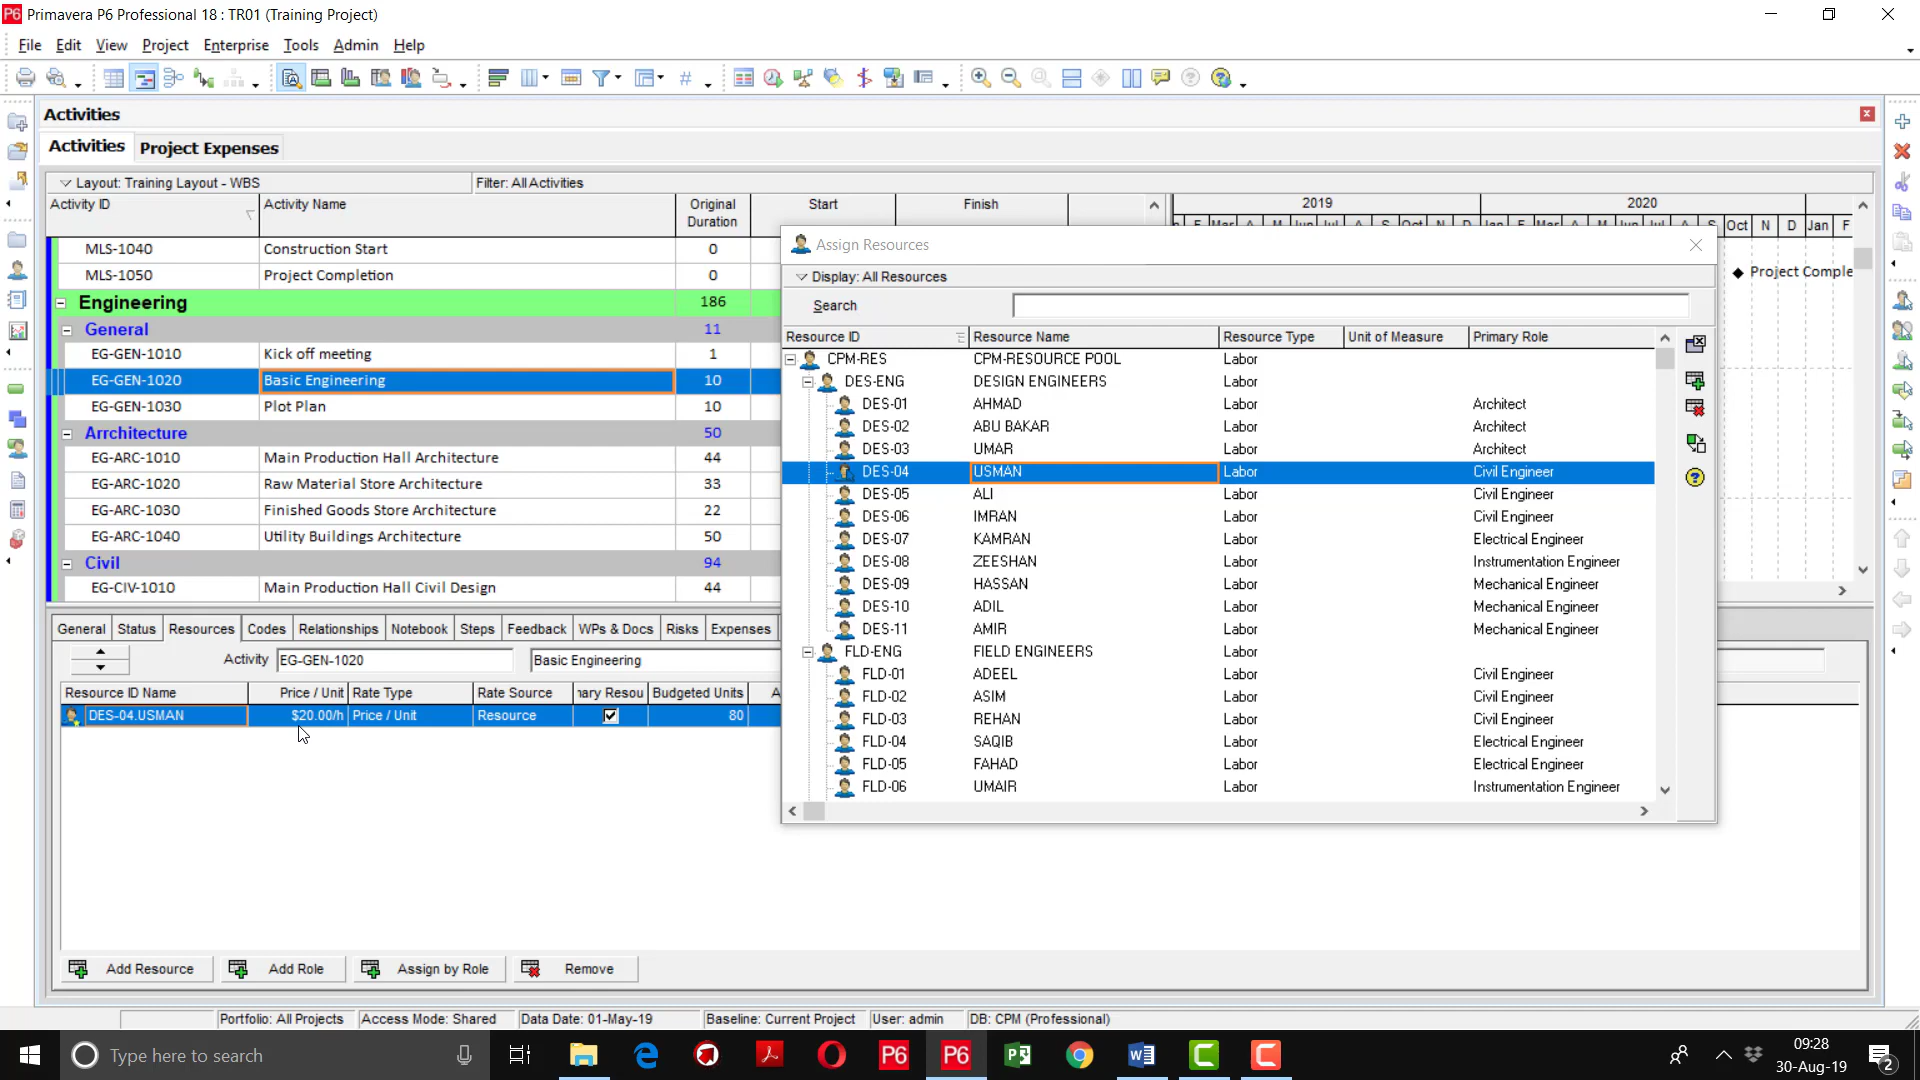 Primavera P6 Professional 18 : TR01 (Training Project)
File Edit View Project Enterprise Tools Admin Help
Activities
Activities Project Expenses
Layout: Training Layout - WBS Filter: All Activities
Activity ID Activity Name Original Duration Start Finish 2019 2020
Oct N D Jan F
MLS-1040 Construction Start 0
MLS-1050 Project Completion 0
Project Comple
Engineering 186
General 11
EG-GEN-1010 Kick off meeting 1
EG-GEN-1020 Basic Engineering 10
EG-GEN-1030 Plot Plan 10
Arrchitecture 50
EG-ARC-1010 Main Production Hall Architecture 44
EG-ARC-1020 Raw Material Store Architecture 33
EG-ARC-1030 Finished Goods Store Architecture 22
EG-ARC-1040 Utility Buildings Architecture 50
Civil 94
EG-CIV-1010 Main Production Hall Civil Design 44
Assign Resources
Display: All Resources
Search
Resource ID Resource Name Resource Type Unit of Measure Primary Role
CPM-RES CPM-RESOURCE POOL Labor
DES-ENG DESIGN ENGINEERS Labor
DES-01 AHMAD Labor Architect
DES-02 ABU BAKAR Labor Architect
DES-03 UMAR Labor Architect
DES-04 USMAN Labor Civil Engineer
DES-05 ALI Labor Civil Engineer
DES-06 IMRAN Labor Civil Engineer
DES-07 KAMRAN Labor Electrical Engineer
DES-08 ZEESHAN Labor Instrumentation Engineer
DES-09 HASSAN Labor Mechanical Engineer
DES-10 ADIL Labor Mechanical Engineer
DES-11 AMIR Labor Mechanical Engineer
FLD-ENG FIELD ENGINEERS Labor
FLD-01 ADEEL Labor Civil Engineer
FLD-02 ASIM Labor Civil Engineer
FLD-03 REHAN Labor Civil Engineer
FLD-04 SAQIB Labor Electrical Engineer
FLD-05 FAHAD Labor Electrical Engineer
FLD-06 UMAIR Labor Instrumentation Engineer
General Status Resources Codes Relationships Notebook Steps Feedback WPs & Docs Risks Expenses
Activity EG-GEN-1020 Basic Engineering
Resource ID Name Price / Unit Rate Type Rate Source nary Resou Budgeted Units A
DES-04.USMAN $20.00/h Price / Unit Resource 80
Add Resource Add Role Assign by Role Remove
Portfolio: All Projects Access Mode: Shared Data Date: 01-May-19 Baseline: Current Project User: admin DB: CPM (Professional)
Type here to search
09:28
30-Aug-19
2